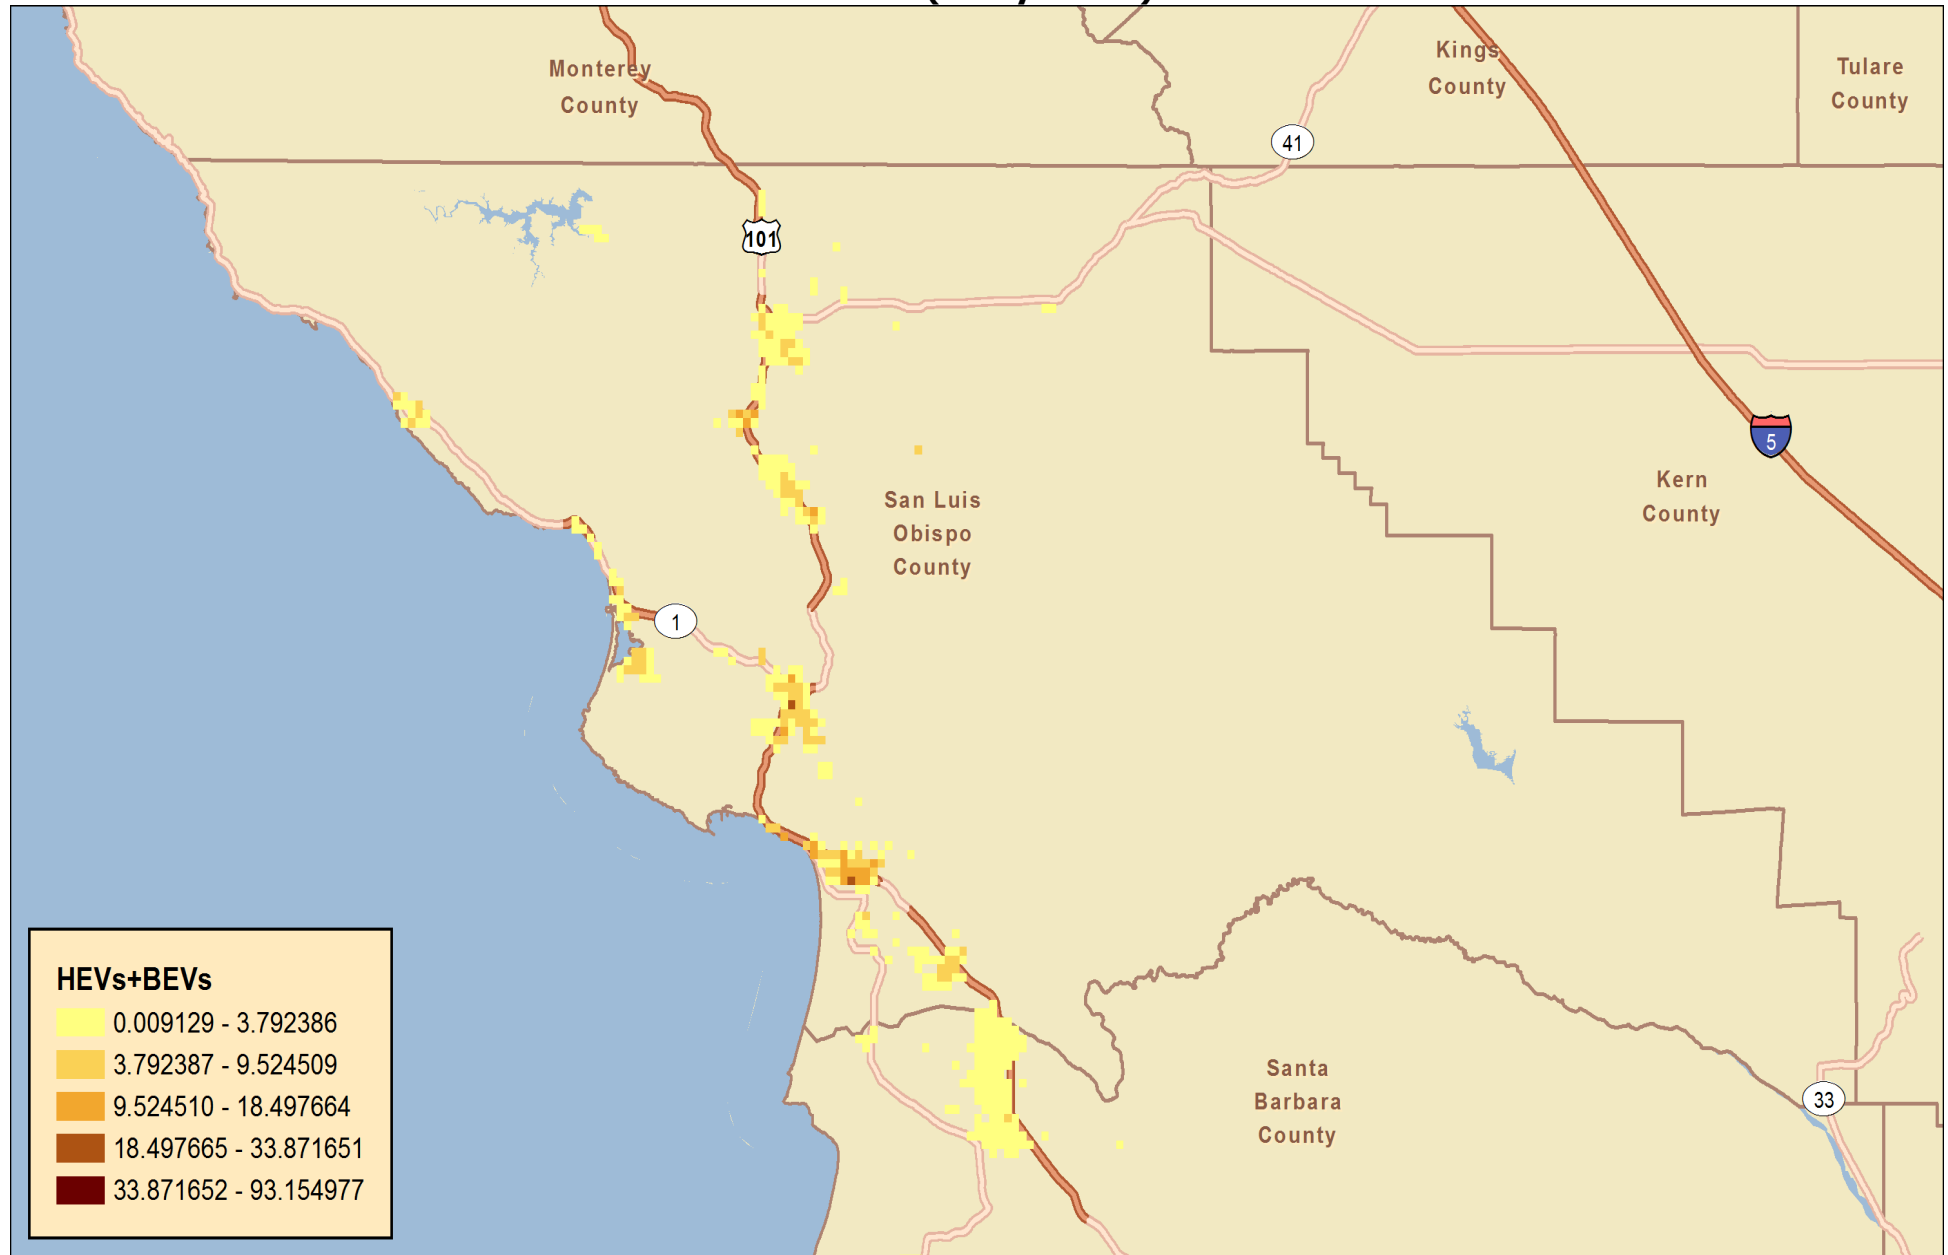 Monterey
County
Kings
County
Tulare
County
41
101
San Luis
Obispo
County
5
Kern
County
1
HEVs+BEVs
0.009129 - 3.792386
3.792387 - 9.524509
9.524510 - 18.497664
18.497665 - 33.871651
33.871652 - 93.154977
Santa
Barbara
County
33